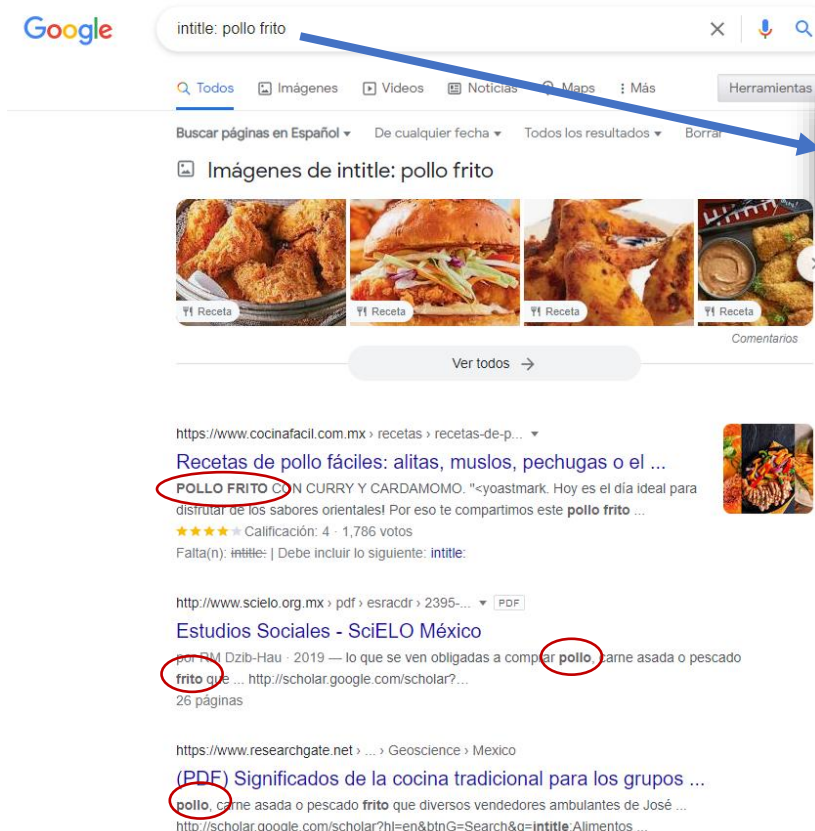 Google
intitle: pollo frito
Todos Imágenes Videos Noticias Maps Más Herramientas
Buscar páginas en Español De cualquier fecha Todos los resultados Borrar
Imágenes de intitle: pollo frito
Receta Receta Receta Receta
Comentarios
Ver todos
https://www.cocinafacil.com.mx › recetas › recetas-de-p...
Recetas de pollo fáciles: alitas, muslos, pechugas o el ...
POLLO FRITO CON CURRY Y CARDAMOMO. "<yoastmark. Hoy es el día ideal para
disfrutar de los sabores orientales! Por eso te compartimos este pollo frito ...
Calificación: 4 · 1,786 votos
Falta(n): intitle: | Debe incluir lo siguiente: intitle:
http://www.scielo.org.mx › pdf › esracdr › 2395-... PDF
Estudios Sociales - SciELO México
por RM Dzib-Hau · 2019 — lo que se ven obligadas a comprar pollo, carne asada o pescado
frito que ... http://scholar.google.com/scholar?...
26 páginas
https://www.researchgate.net › ... › Geoscience › Mexico
(PDF) Significados de la cocina tradicional para los grupos ...
pollo, carne asada o pescado frito que diversos vendedores ambulantes de José ...
http://scholar.google.com/scholar?hl=en&btnG=Search&q=intitle:Alimentos ...